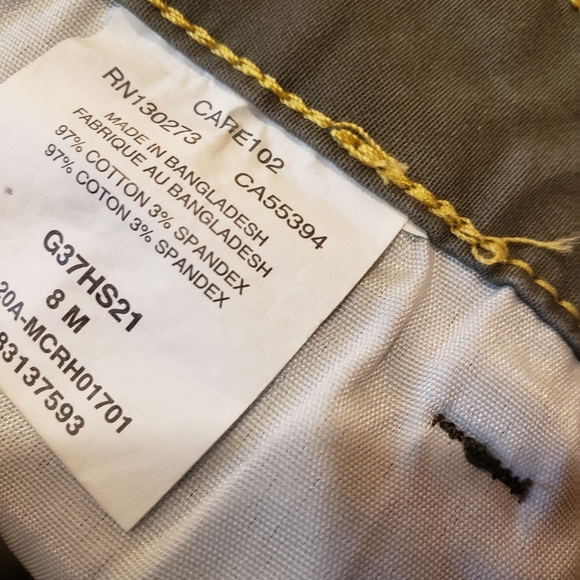 CARE102
RN130273 CA55394
MADE IN BANGLADESH
FABRIQUE AU BANGLADESH
97% COTTON 3% SPANDEX
97% COTON 3% SPANDEX
G37HS21
8 M
20A-MCRH01701
83137593